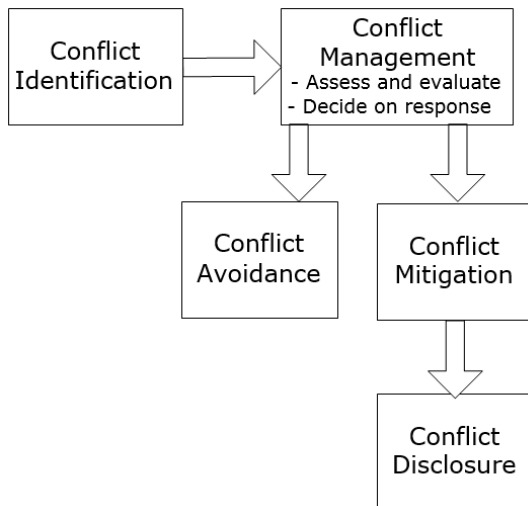 Conflict
Identification
Conflict
Management
- Assess and evaluate
- Decide on response
Conflict
Avoidance
Conflict
Mitigation
Conflict
Disclosure